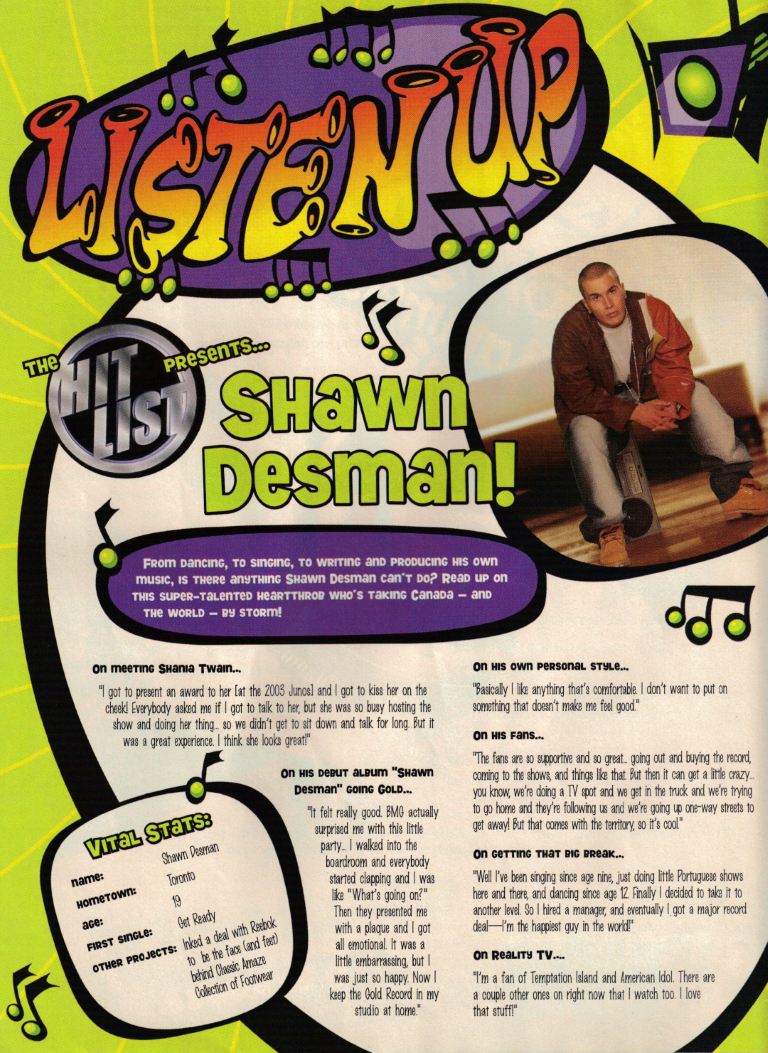 LISTEN UP
THE HIT LIST PRESENTS...
Shawn
Desman!
From dancing, to singing, to writing and producing his own
music, is there anything Shawn Desman can't do? Read up on
this super-talented heartthrob who's taking Canada — and
the world — by storm!
On meeting Shania Twain...
"I got to present an award to her [at the 2003 Junos] and I got to kiss her on the
cheek! Everybody asked me if I got to talk to her, but she was so busy hosting the
show and doing her thing... so we didn't get to sit down and talk for long. But it
was a great experience. I think she looks great!"
On his debut album "Shawn
Desman" going Gold...
"It felt really good. BMG actually
surprised me with this little
party... I walked into the
boardroom and everybody
started clapping and I was
like "What's going on?"
Then they presented me
with a plaque and I got
all emotional. It was a
little embarrassing, but I
was just so happy. Now I
keep the Gold Record in my
studio at home."
Vital Stats:
name: Shawn Desman
hometown: Toronto
age: 19
first single: Get Ready
other projects: Inked a deal with Reebok
to be the face (and feet)
behind Classic Amaze
Collection of Footwear
On his own personal style...
"Basically I like anything that's comfortable. I don't want to put on
something that doesn't make me feel good."
On his fans...
"The fans are so supportive and so great... going out and buying the record,
coming to the shows, and things like that. But then it can get a little crazy...
you know, we're doing a TV spot and we get in the truck and we're trying
to go home and they're following us and we're going up one-way streets to
get away! But that comes with the territory, so it's cool."
On getting that big break...
"Well I've been singing since age nine, just doing little Portuguese shows
here and there, and dancing since age 12. Finally I decided to take it to
another level. So I hired a manager, and eventually I got a major record
deal—I'm the happiest guy in the world!"
On Reality TV....
"I'm a fan of Temptation Island and American Idol. There are
a couple other ones on right now that I watch too. I love
that stuff!"